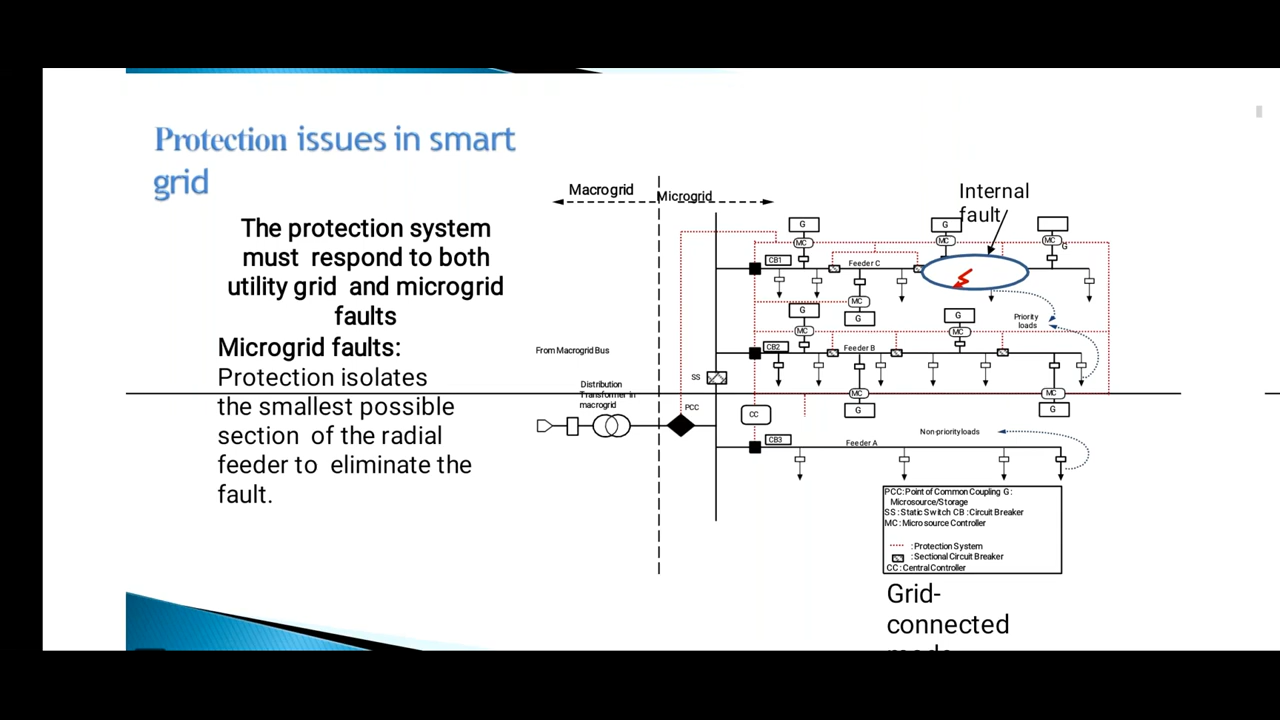 Protection issues in smart
grid
The protection system
must respond to both
utility grid and microgrid
faults
Microgrid faults:
Protection isolates
the smallest possible
section of the radial
feeder to eliminate the
fault.
Macrogrid
Microgrid
Internal
fault
G
G
MC
MC
MC
G
CB1
Feeder C
MC
G
G
G
MC
MC
Priority
loads
CB2
Feeder B
From Macrogrid Bus
SS
Distribution
Transformer in
macrogrid
PCC
MC
MC
G
G
CC
CB3
Feeder A
Non-priorityloads
PCC: Point of Common Coupling G :
Microsource/Storage
SS : Static Switch CB : Circuit Breaker
MC: Micro source Controller
: Protection System
: Sectional Circuit Breaker
CC : Central Controller
Grid-
connected